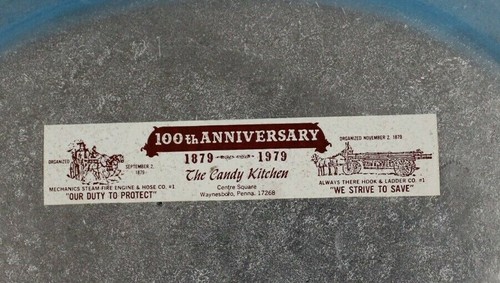 100th ANNIVERSARY
1879 1979
The Candy Kitchen
Centre Square
Waynesboro, Penna. 17268
ORGANIZED SEPTEMBER 2, 1879
MECHANICS STEAM FIRE ENGINE & HOSE CO. #1
"OUR DUTY TO PROTECT"
ORGANIZED NOVEMBER 2, 1879
ALWAYS THERE HOOK & LADDER CO. #1
"WE STRIVE TO SAVE"